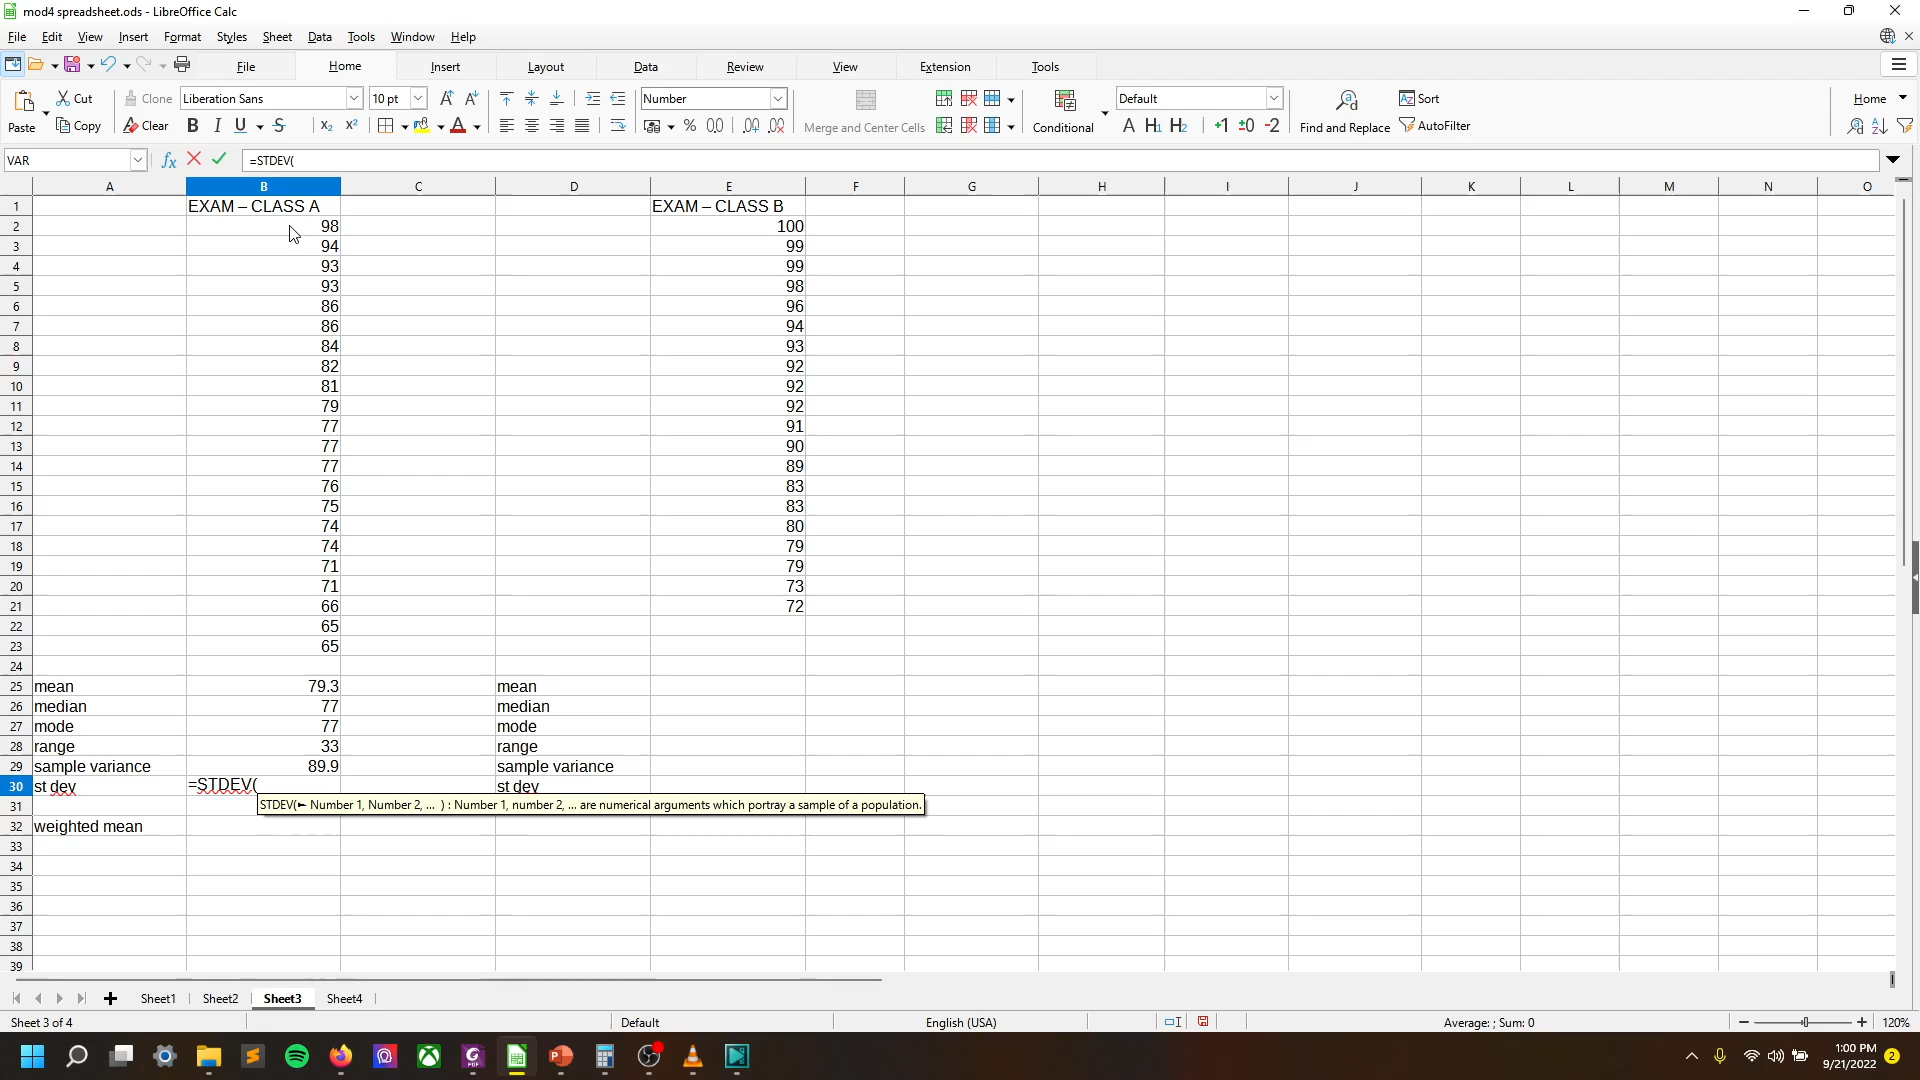 mod4 spreadsheet.ods - LibreOffice Calc
File Edit View Insert Format Styles Sheet Data Tools Window Help
File Home Insert Layout Data Review View Extension Tools
Cut Clone Liberation Sans 10 pt Number Default Sort Home
Paste Copy Clear Merge and Center Cells Conditional Find and Replace AutoFilter
VAR =STDEV(
A B C D E F G H I J K L M N O
1 EXAM – CLASS A EXAM – CLASS B
2 98 100
3 94 99
4 93 99
5 93 98
6 86 96
7 86 94
8 84 93
9 82 92
10 81 92
11 79 92
12 77 91
13 77 90
14 77 89
15 76 83
16 75 83
17 74 80
18 74 79
19 71 79
20 71 73
21 66 72
22 65
23 65
24
25 mean 79.3 mean
26 median 77 median
27 mode 77 mode
28 range 33 range
29 sample variance 89.9 sample variance
30 st dev =STDEV( st dev
31 STDEV(► Number 1, Number 2, ... ) : Number 1, number 2, ... are numerical arguments which portray a sample of a population.
32 weighted mean
33
34
35
36
37
38
39
Sheet1 Sheet2 Sheet3 Sheet4
Sheet 3 of 4 Default English (USA) Average: ; Sum: 0 120%
1:00 PM
9/21/2022 2